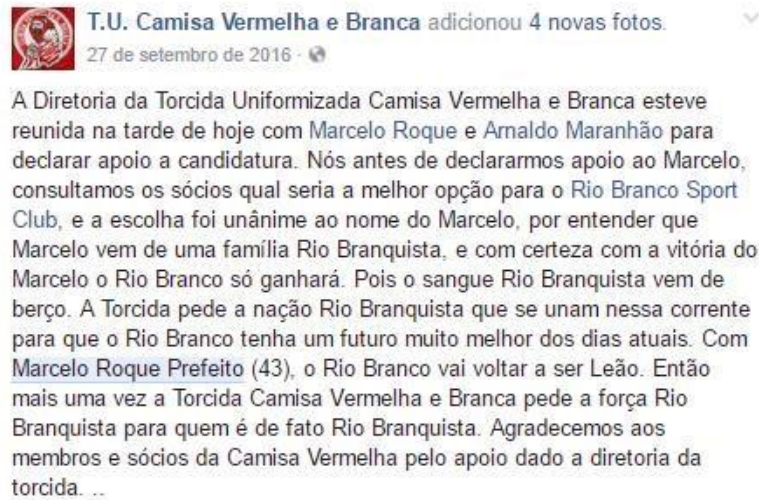 T.U. Camisa Vermelha e Branca adicionou 4 novas fotos.
27 de setembro de 2016 ·
A Diretoria da Torcida Uniformizada Camisa Vermelha e Branca esteve
reunida na tarde de hoje com Marcelo Roque e Arnaldo Maranhão para
declarar apoio a candidatura. Nós antes de declararmos apoio ao Marcelo,
consultamos os sócios qual seria a melhor opção para o Rio Branco Sport
Club, e a escolha foi unânime ao nome do Marcelo, por entender que
Marcelo vem de uma família Rio Branquista, e com certeza com a vitória do
Marcelo o Rio Branco só ganhará. Pois o sangue Rio Branquista vem de
berço. A Torcida pede a nação Rio Branquista que se unam nessa corrente
para que o Rio Branco tenha um futuro muito melhor dos dias atuais. Com
Marcelo Roque Prefeito (43), o Rio Branco vai voltar a ser Leão. Então
mais uma vez a Torcida Camisa Vermelha e Branca pede a força Rio
Branquista para quem é de fato Rio Branquista. Agradecemos aos
membros e sócios da Camisa Vermelha pelo apoio dado a diretoria da
torcida. ..